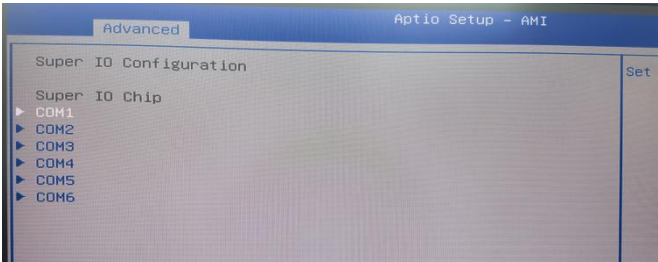 Aptio Setup - AMI
Advanced
Super IO Configuration
Set
Super IO Chip
COM1
COM2
COM3
COM4
COM5
COM6